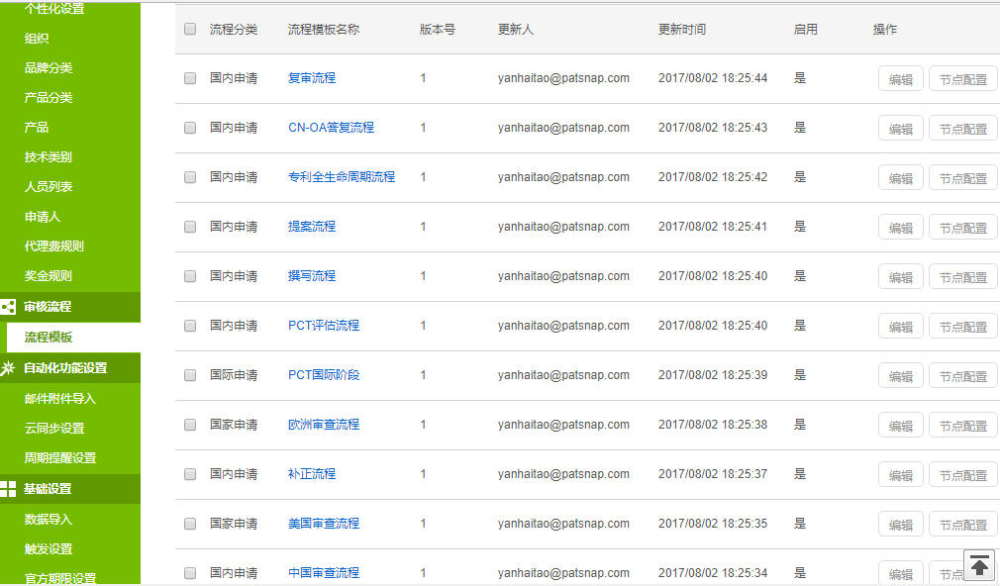 个性化设置
组织
品牌分类
产品分类
产品
技术类别
人员列表
申请人
代理费规则
奖金规则
审核流程
流程模板
自动化功能设置
邮件附件导入
云同步设置
周期提醒设置
基础设置
数据导入
触发设置
官方期限设置
流程分类 流程模板名称 版本号 更新人 更新时间 启用 操作
国内申请 复审流程 1 yanhaitao@patsnap.com 2017/08/02 18:25:44 是 编辑 节点配置
国内申请 CN-OA答复流程 1 yanhaitao@patsnap.com 2017/08/02 18:25:43 是 编辑 节点配置
国内申请 专利全生命周期流程 1 yanhaitao@patsnap.com 2017/08/02 18:25:42 是 编辑 节点配置
国内申请 提案流程 1 yanhaitao@patsnap.com 2017/08/02 18:25:41 是 编辑 节点配置
国内申请 撰写流程 1 yanhaitao@patsnap.com 2017/08/02 18:25:40 是 编辑 节点配置
国内申请 PCT评估流程 1 yanhaitao@patsnap.com 2017/08/02 18:25:40 是 编辑 节点配置
国际申请 PCT国际阶段 1 yanhaitao@patsnap.com 2017/08/02 18:25:39 是 编辑 节点配置
国家申请 欧洲审查流程 1 yanhaitao@patsnap.com 2017/08/02 18:25:38 是 编辑 节点配置
国内申请 补正流程 1 yanhaitao@patsnap.com 2017/08/02 18:25:37 是 编辑 节点配置
国家申请 美国审查流程 1 yanhaitao@patsnap.com 2017/08/02 18:25:35 是 编辑 节点配置
国内申请 中国审查流程 1 yanhaitao@patsnap.com 2017/08/02 18:25:34 是 编辑 节点